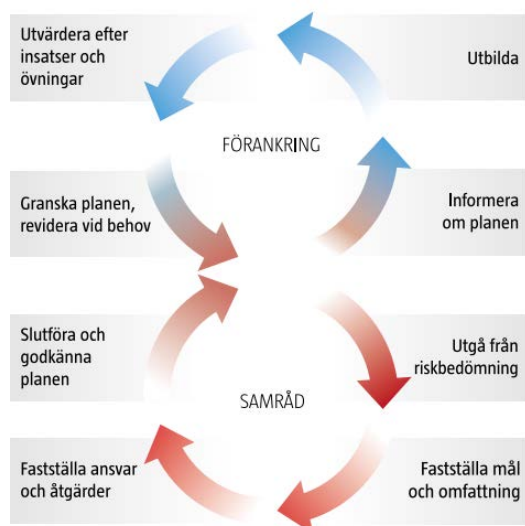 Utvärdera efter
insatser och
övningar
Utbilda
FÖRANKRING
Granska planen,
revidera vid behov
Informera
om planen
Slutföra och
godkänna
planen
Utgå från
riskbedömning
SAMRÅD
Fastställa ansvar
och åtgärder
Fastställa mål
och omfattning